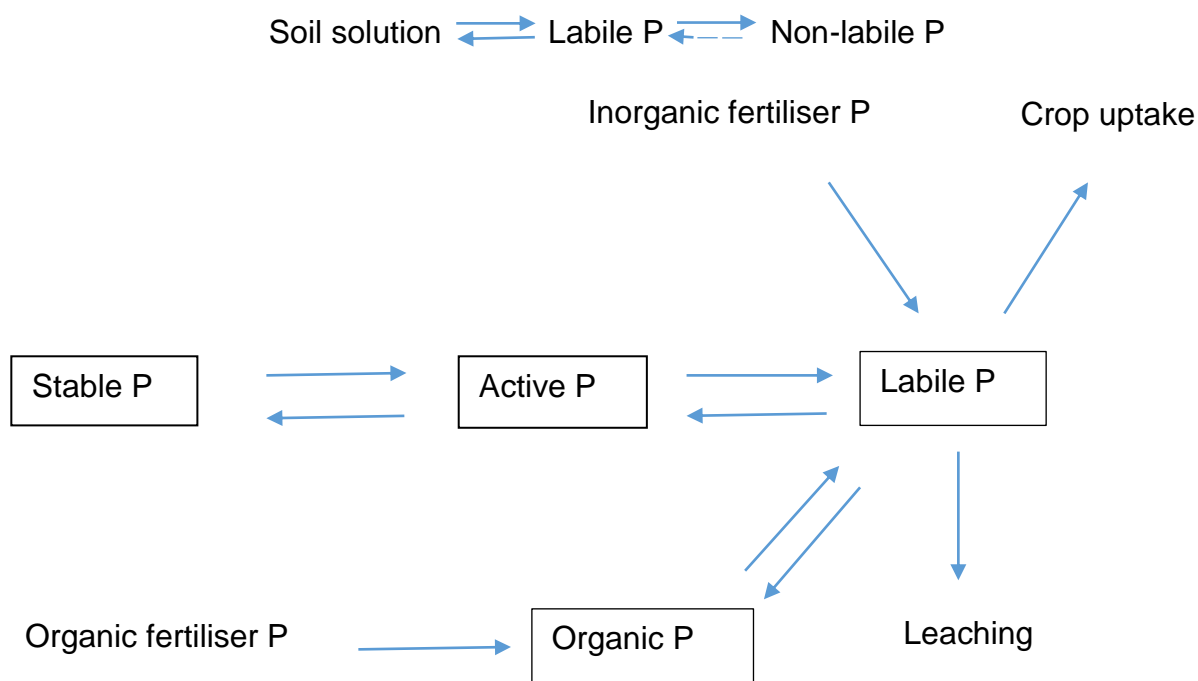 Soil solution Labile P Non-labile P
Inorganic fertiliser P Crop uptake
Stable P Active P Labile P
Organic fertiliser P Organic P Leaching